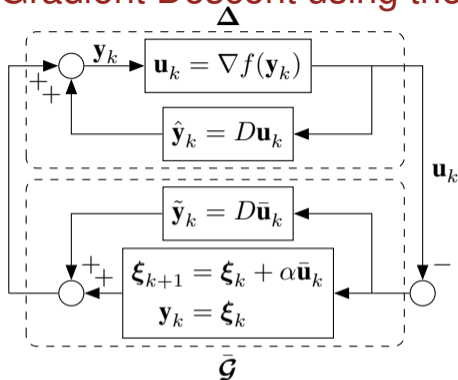 Gradient Descent using the
Δ
y_k
u_k = ∇f(y_k)
+
+
ŷ_k = Du_k
u_k
ỹ_k = Dū_k
+
+
ξ_{k+1} = ξ_k + αū_k
y_k = ξ_k
−
𝓖̄